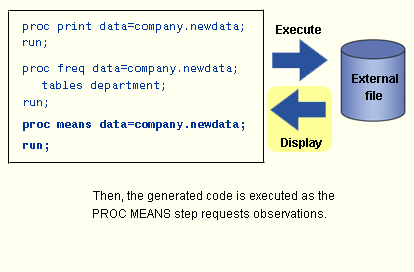 proc print data=company.newdata;
run;
proc freq data=company.newdata;
tables department;
run;
proc means data=company.newdata;
run;
Execute
Display
External
file
Then, the generated code is executed as the
PROC MEANS step requests observations.